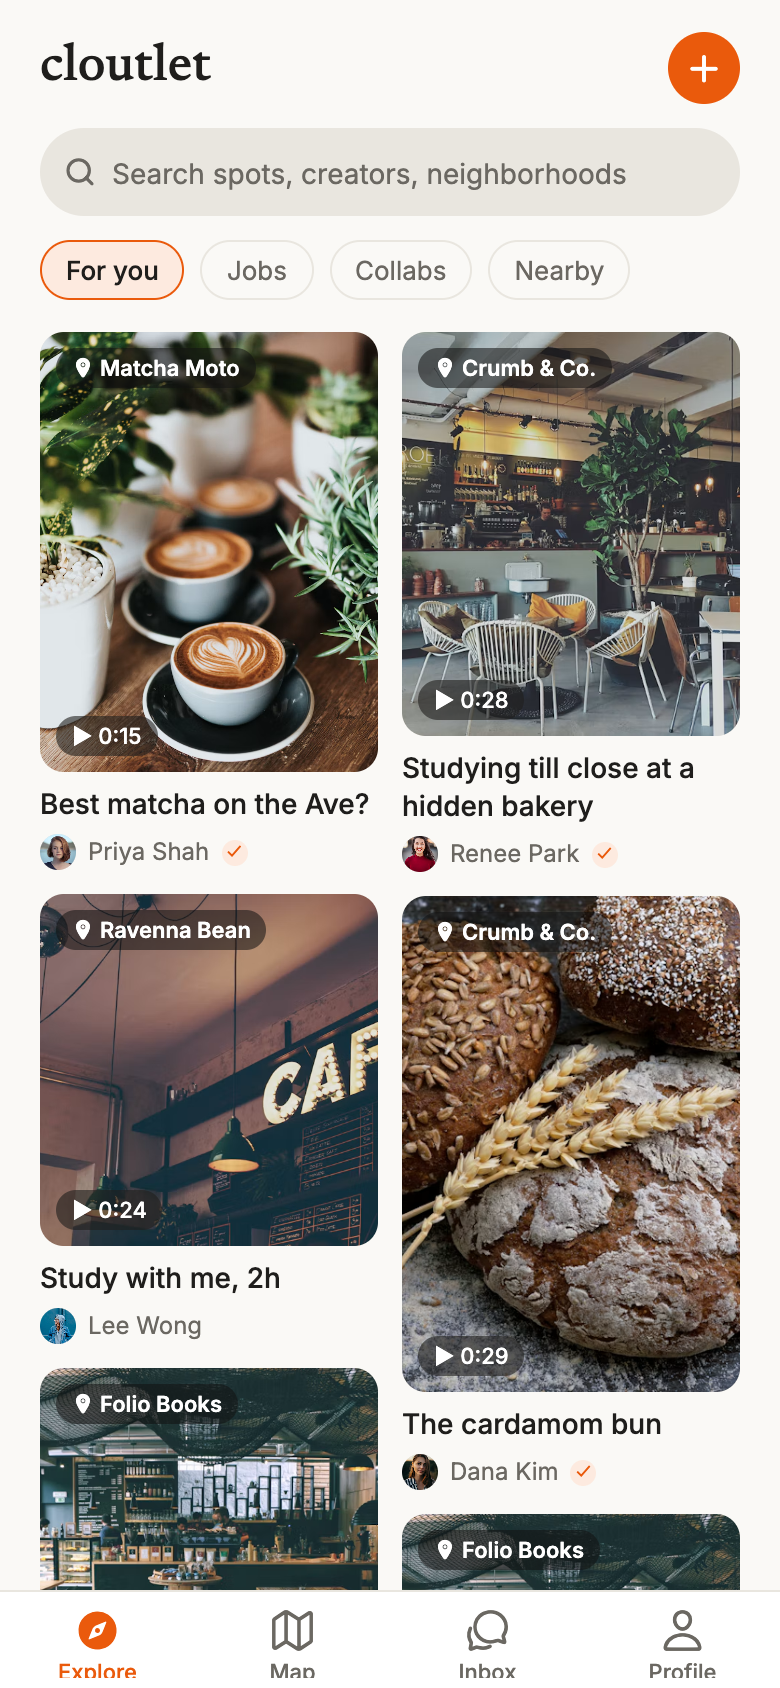 cloutlet
Search spots, creators, neighborhoods
For you
Jobs
Collabs
Nearby
Matcha Moto
0:15
Best matcha on the Ave?
Priya Shah
Crumb & Co.
0:28
Studying till close at a
hidden bakery
Renee Park
Ravenna Bean
CAF
0:24
Study with me, 2h
Lee Wong
Crumb & Co.
0:29
The cardamom bun
Dana Kim
Folio Books
Folio Books
Explore
Map
Inbox
Profile